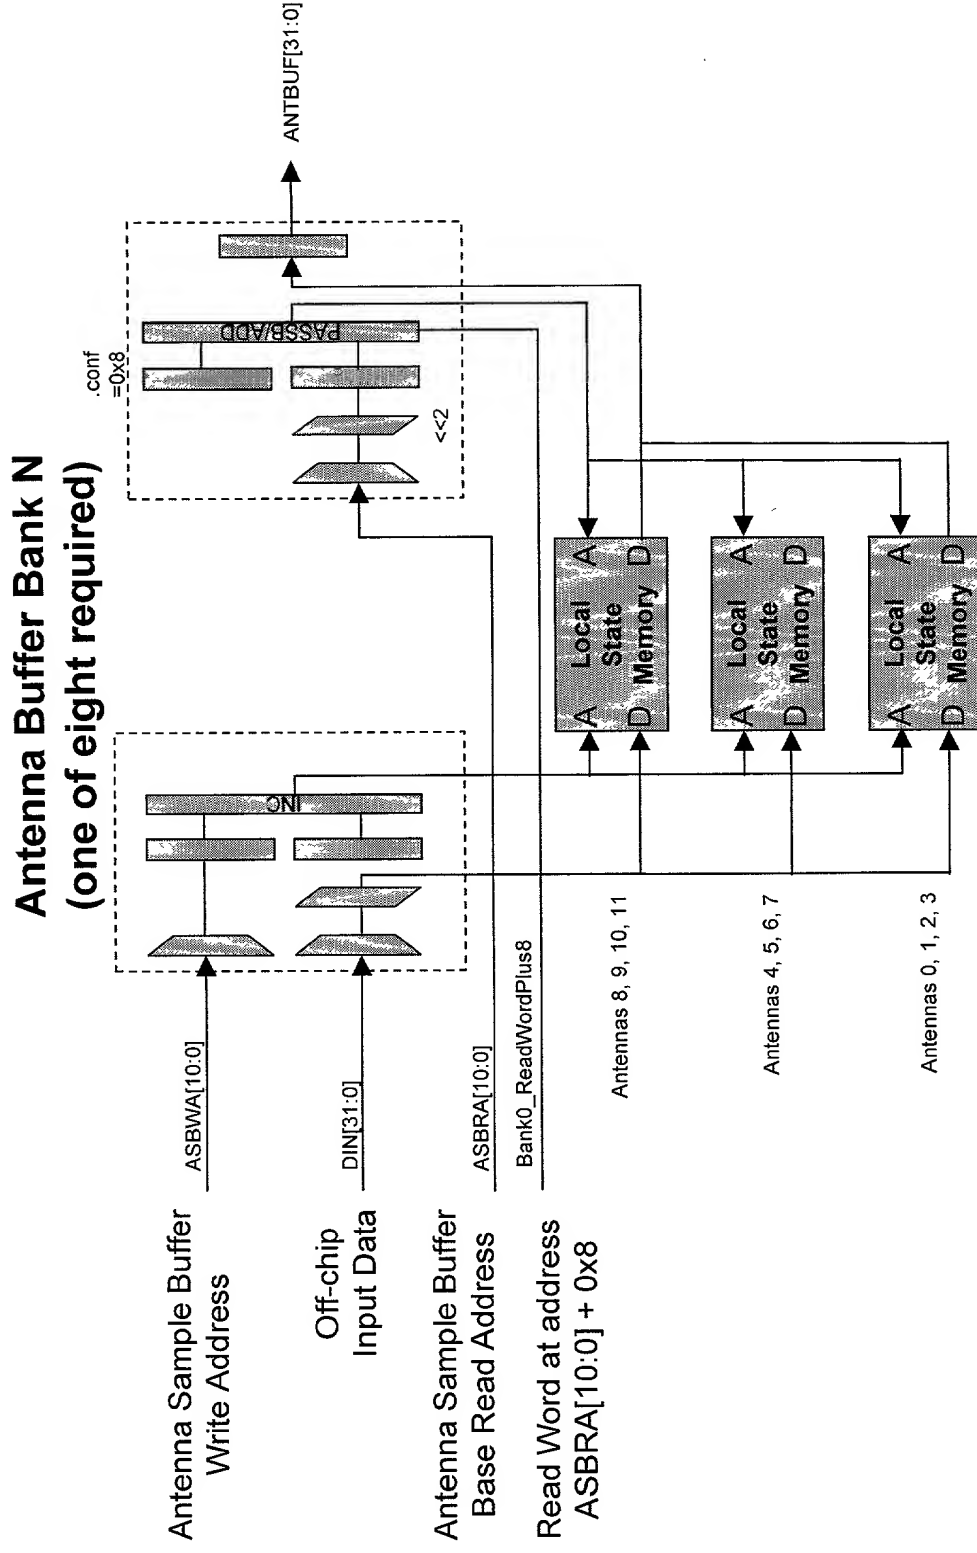 Antenna Buffer Bank N
(one of eight required)
Antenna Sample Buffer
Write Address
ASBWA[10:0]
Off-chip
Input Data
DIN[31:0]
Antenna Sample Buffer
Base Read Address
ASBRA[10:0]
Read Word at address
ASBRA[10:0] + 0x8
Bank0_ReadWordPlus8
INC
.conf
=0x8
<<2
PASSB/ADD
ANTBUF[31:0]
Antennas 8, 9, 10, 11
A
D
Local
State
Memory
A
D
Antennas 4, 5, 6, 7
A
D
Local
State
Memory
A
D
Antennas 0, 1, 2, 3
A
D
Local
State
Memory
A
D